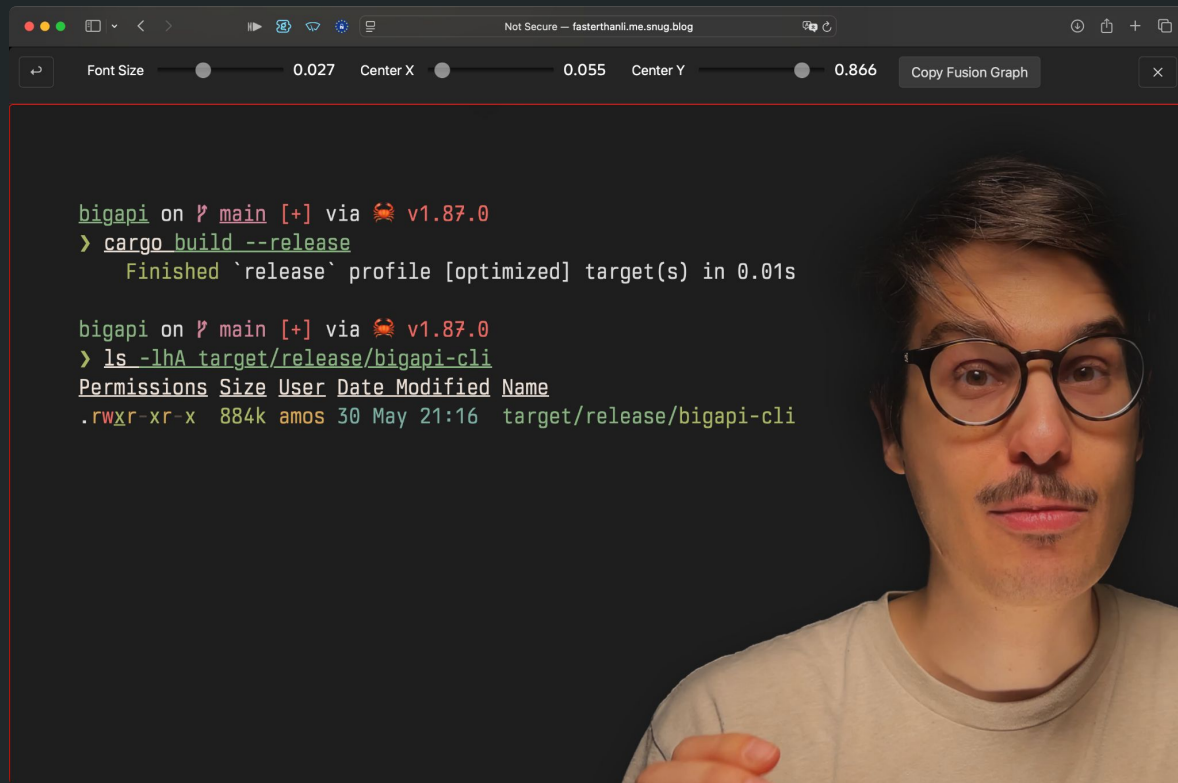 Not Secure — fasterthanli.me.snug.blog
Font Size 0.027 Center X 0.055 Center Y 0.866 Copy Fusion Graph
bigapi on main [+] via 🦀 v1.87.0
❯ cargo build --release
Finished `release` profile [optimized] target(s) in 0.01s
bigapi on main [+] via 🦀 v1.87.0
❯ ls -lhA target/release/bigapi-cli
Permissions Size User Date Modified Name
.rwxr-xr-x 884k amos 30 May 21:16 target/release/bigapi-cli